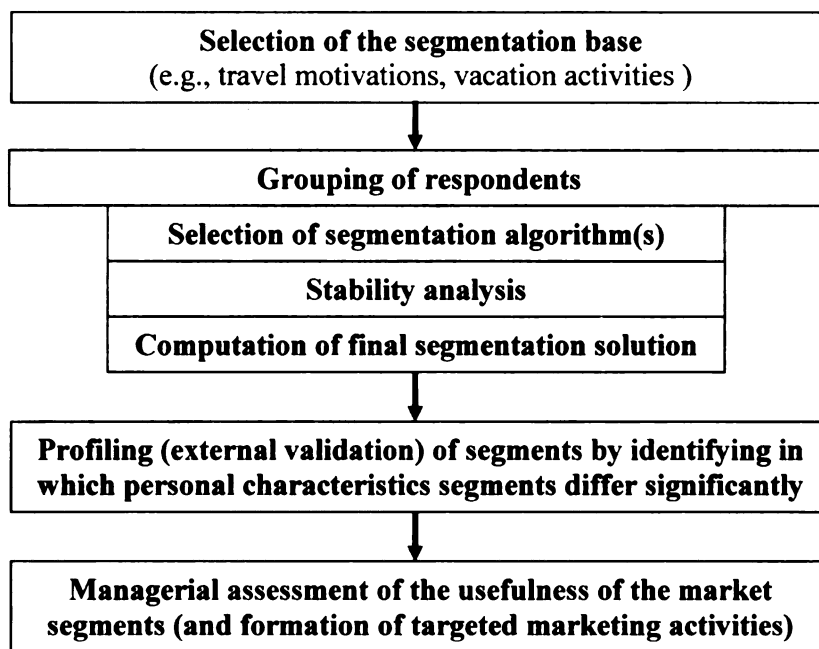 Selection of the segmentation base
(e.g., travel motivations, vacation activities )
Grouping of respondents
Selection of segmentation algorithm(s)
Stability analysis
Computation of final segmentation solution
Profiling (external validation) of segments by identifying in
which personal characteristics segments differ significantly
Managerial assessment of the usefulness of the market
segments (and formation of targeted marketing activities)